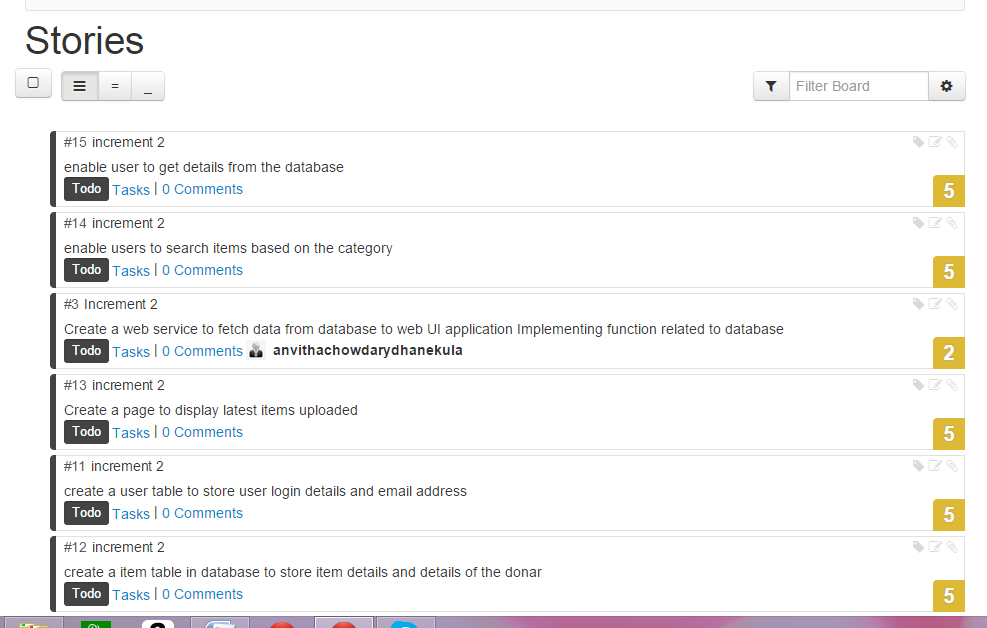 Stories
= _
Filter Board
#15 increment 2
enable user to get details from the database
Todo Tasks | 0 Comments
5
#14 increment 2
enable users to search items based on the category
Todo Tasks | 0 Comments
5
#3 Increment 2
Create a web service to fetch data from database to web UI application Implementing function related to database
Todo Tasks | 0 Comments anvithachowdarydhanekula
2
#13 increment 2
Create a page to display latest items uploaded
Todo Tasks | 0 Comments
5
#11 increment 2
create a user table to store user login details and email address
Todo Tasks | 0 Comments
5
#12 increment 2
create a item table in database to store item details and details of the donar
Todo Tasks | 0 Comments
5